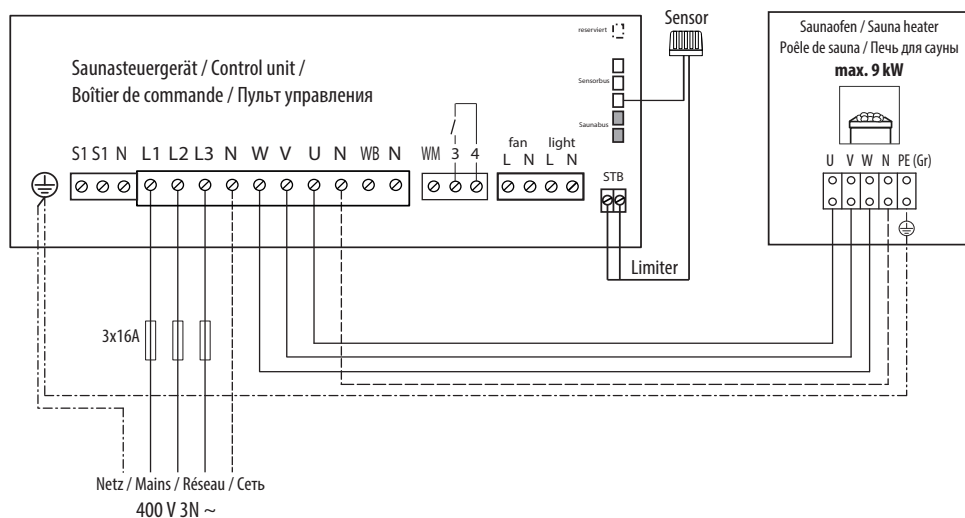 Sensor
reserviert
Saunasteuergerät / Control unit /
Boîtier de commande / Пульт управления
Sensorbus
Saunabus
S1 S1 N L1 L2 L3 N W V U N WB N
WM 3 4
fan light
L N L N
STB
Limiter
Saunaofen / Sauna heater
Poêle de sauna / Печь для сауны
max. 9 kW
U V W N PE (Gr)
3x16A
Netz / Mains / Réseau / Сеть
400 V 3N ~